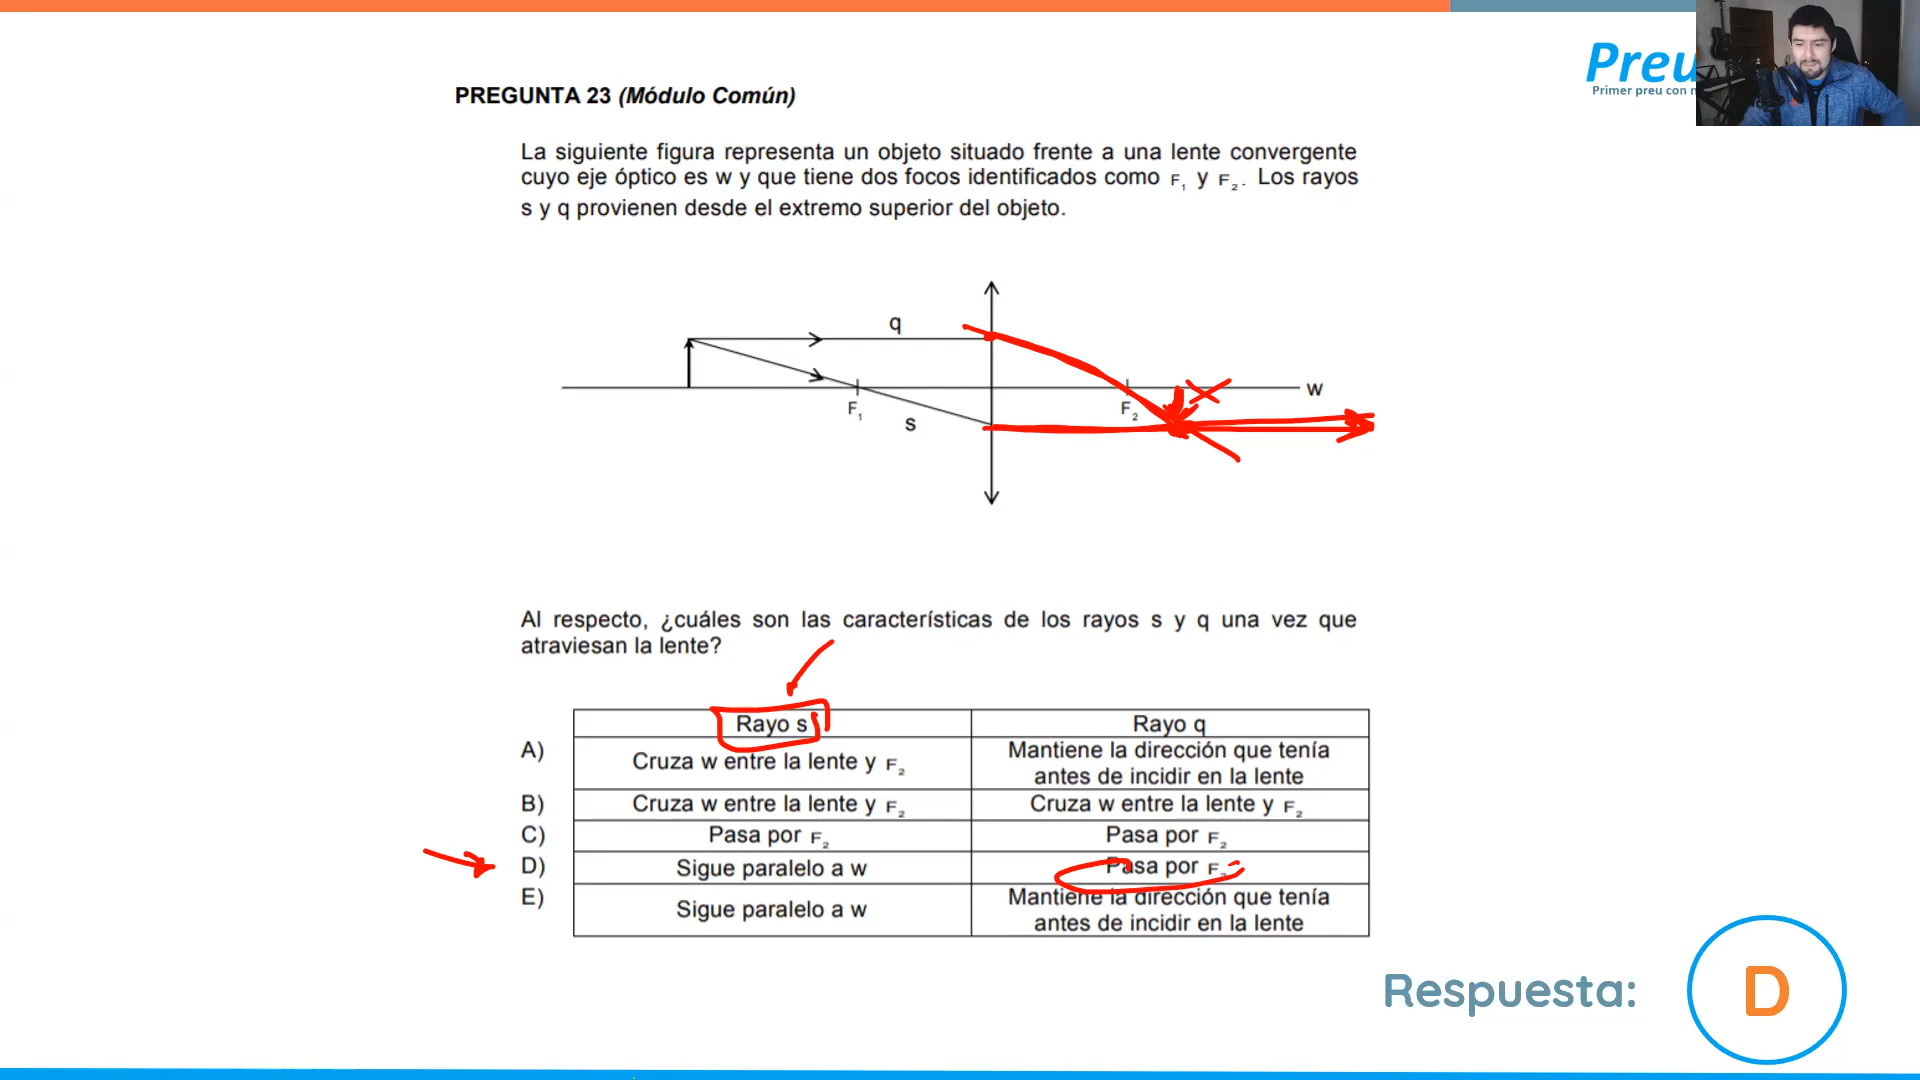 Preu
Primer preu con
PREGUNTA 23 (Módulo Común)
La siguiente figura representa un objeto situado frente a una lente convergente
cuyo eje óptico es w y que tiene dos focos identificados como F₁ y F₂. Los rayos
s y q provienen desde el extremo superior del objeto.
q
w
F₁
F₂
s
Al respecto, ¿cuáles son las características de los rayos s y q una vez que
atraviesan la lente?
Rayo s Rayo q
A) Cruza w entre la lente y F₂ Mantiene la dirección que tenía
antes de incidir en la lente
B) Cruza w entre la lente y F₂ Cruza w entre la lente y F₂
C) Pasa por F₂ Pasa por F₂
D) Sigue paralelo a w Pasa por F₂
E) Sigue paralelo a w Mantiene la dirección que tenía
antes de incidir en la lente
Respuesta: D